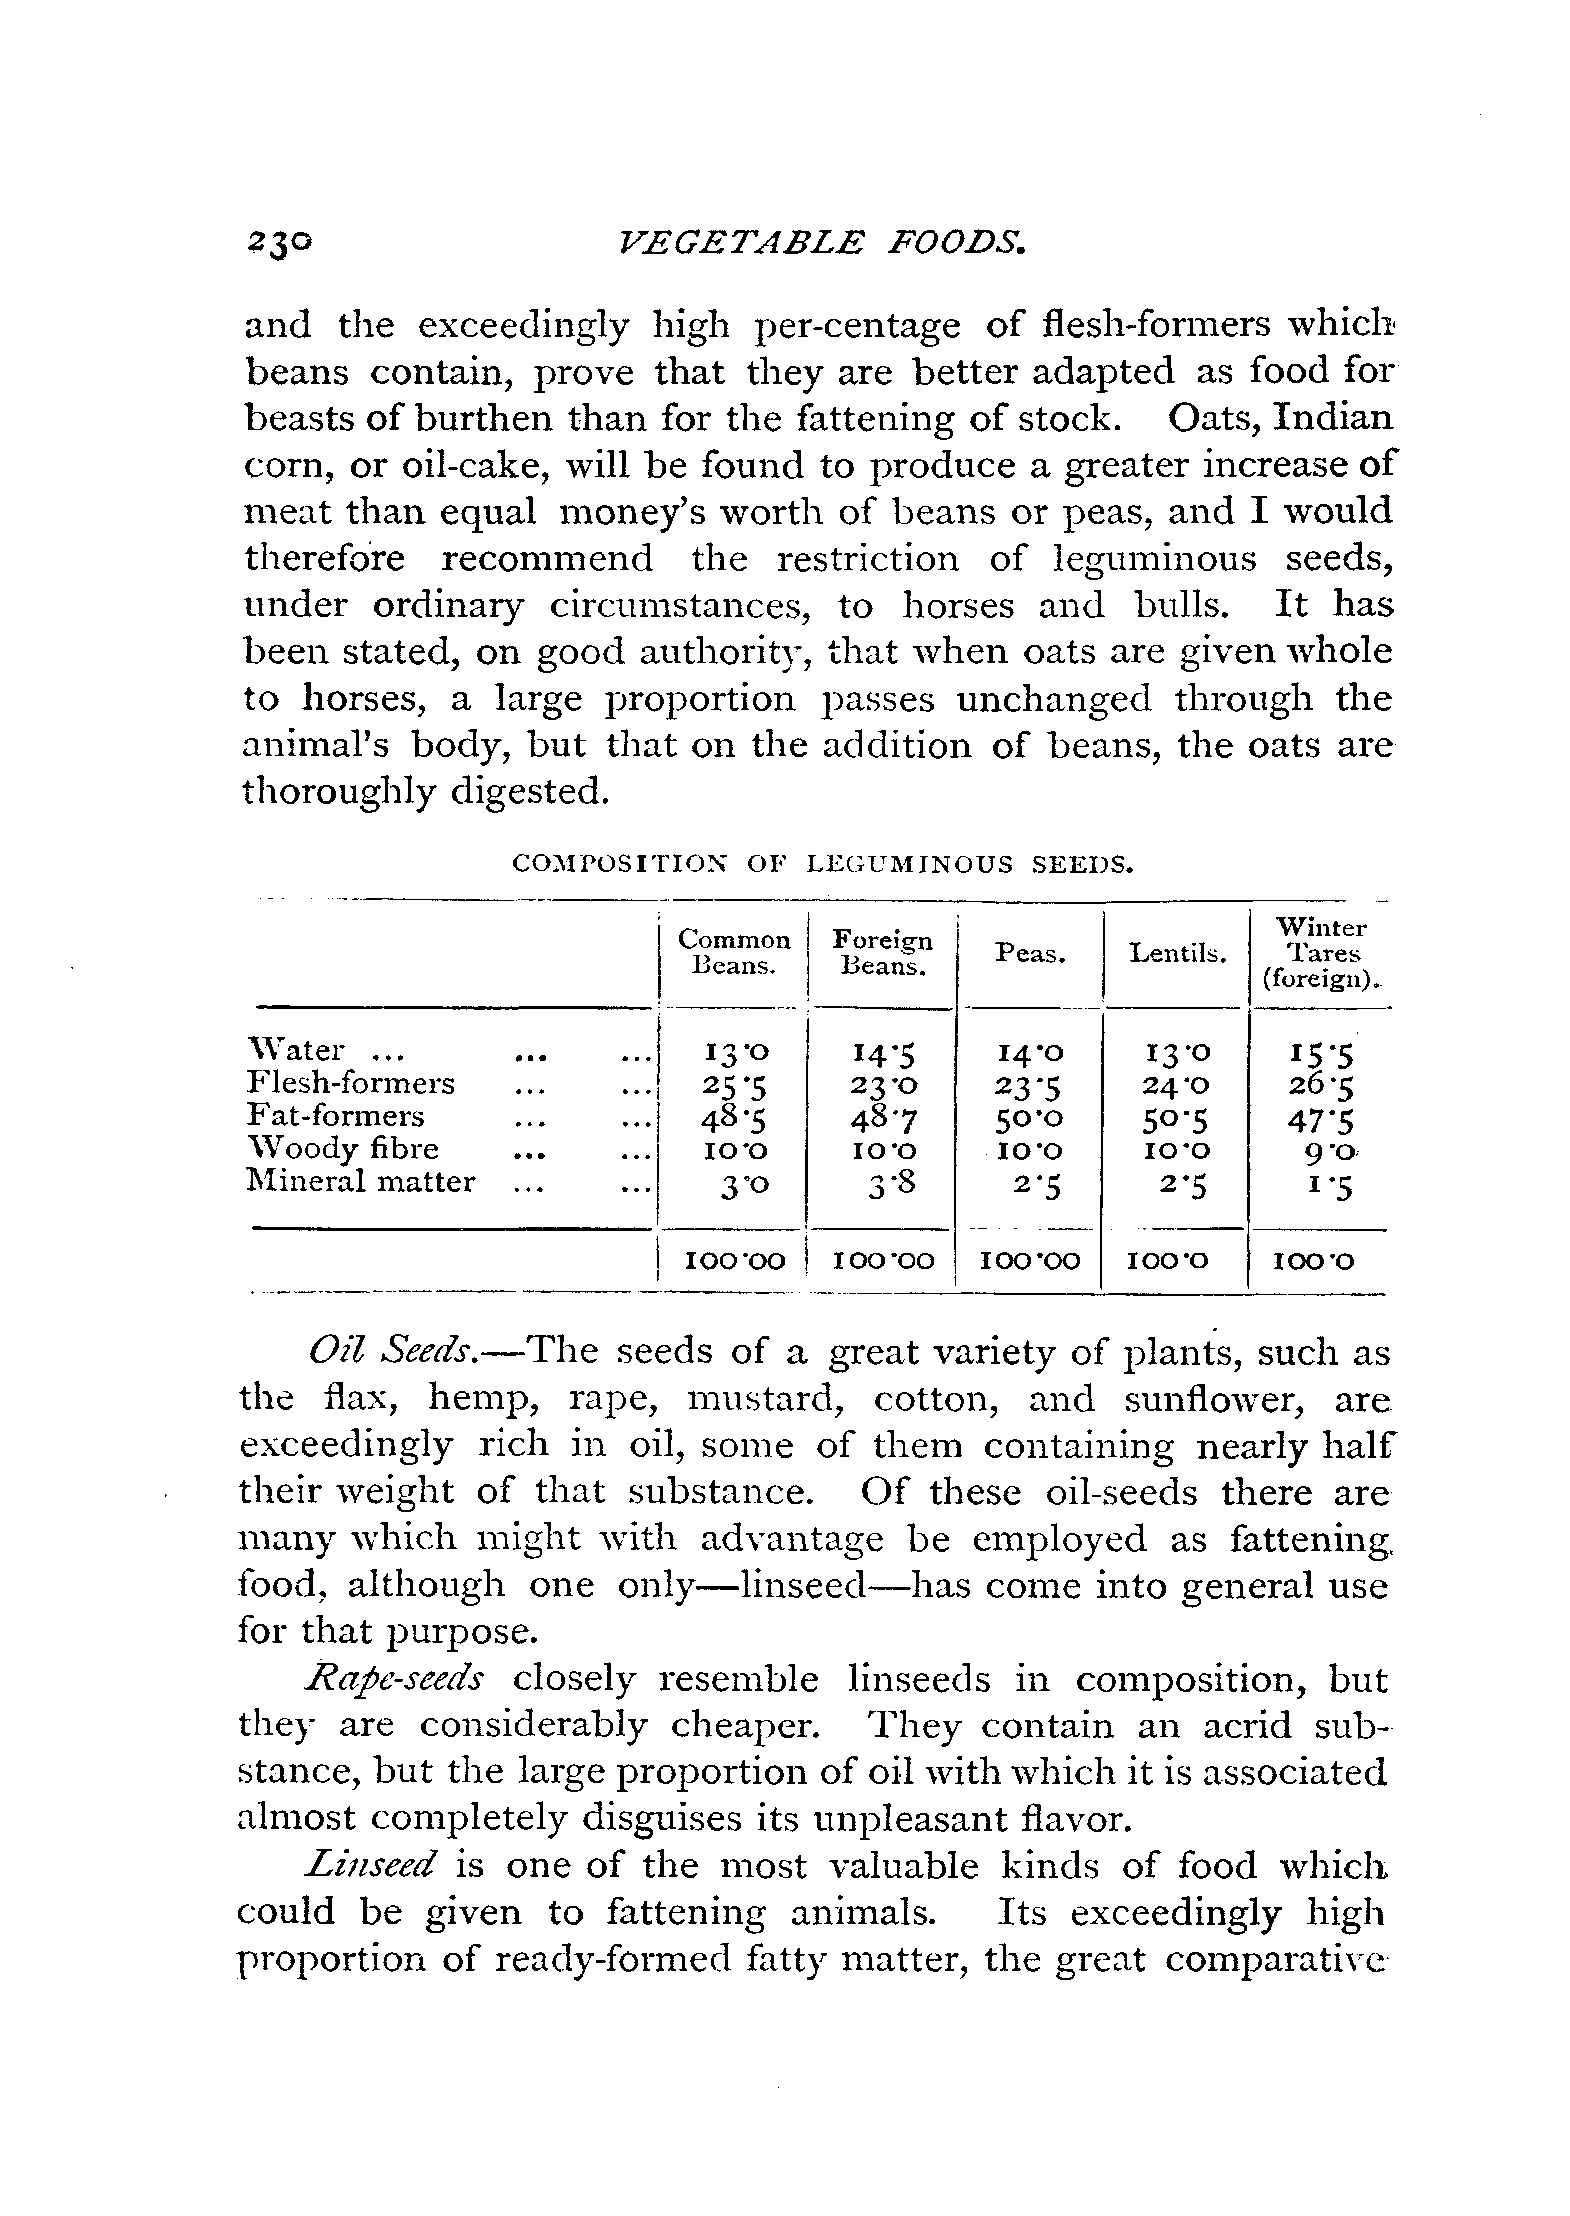 230 VEGETABLE FOODS.
and the exceedingly high per-centage of flesh-formers which
beans contain, prove that they are better adapted as food for
beasts of burthen than for the fattening of stock. Oats, Indian
corn, or oil-cake, will be found to produce a greater increase of
meat than equal money's worth of beans or peas, and I would
therefore recommend the restriction of leguminous seeds,
under ordinary circumstances, to horses and bulls. It has
been stated, on good authority, that when oats are given whole
to horses, a large proportion passes unchanged through the
animal's body, but that on the addition of beans, the oats are
thoroughly digested.
COMPOSITION OF LEGUMINOUS SEEDS.
Common Beans. Foreign Beans. Peas. Lentils. Winter Tares (foreign).
Water ... ... ... 13·0 14·5 14·0 13·0 15·5
Flesh-formers ... ... 25·5 23·0 23·5 24·0 26·5
Fat-formers ... ... 48·5 48·7 50·0 50·5 47·5
Woody fibre ... ... 10·0 10·0 10·0 10·0 9·0
Mineral matter ... ... 3·0 3·8 2·5 2·5 1·5
100·00 100·00 100·00 100·0 100·0
Oil Seeds.—The seeds of a great variety of plants, such as
the flax, hemp, rape, mustard, cotton, and sunflower, are
exceedingly rich in oil, some of them containing nearly half
their weight of that substance. Of these oil-seeds there are
many which might with advantage be employed as fattening
food, although one only—linseed—has come into general use
for that purpose.
Rape-seeds closely resemble linseeds in composition, but
they are considerably cheaper. They contain an acrid sub-
stance, but the large proportion of oil with which it is associated
almost completely disguises its unpleasant flavor.
Linseed is one of the most valuable kinds of food which
could be given to fattening animals. Its exceedingly high
proportion of ready-formed fatty matter, the great comparative